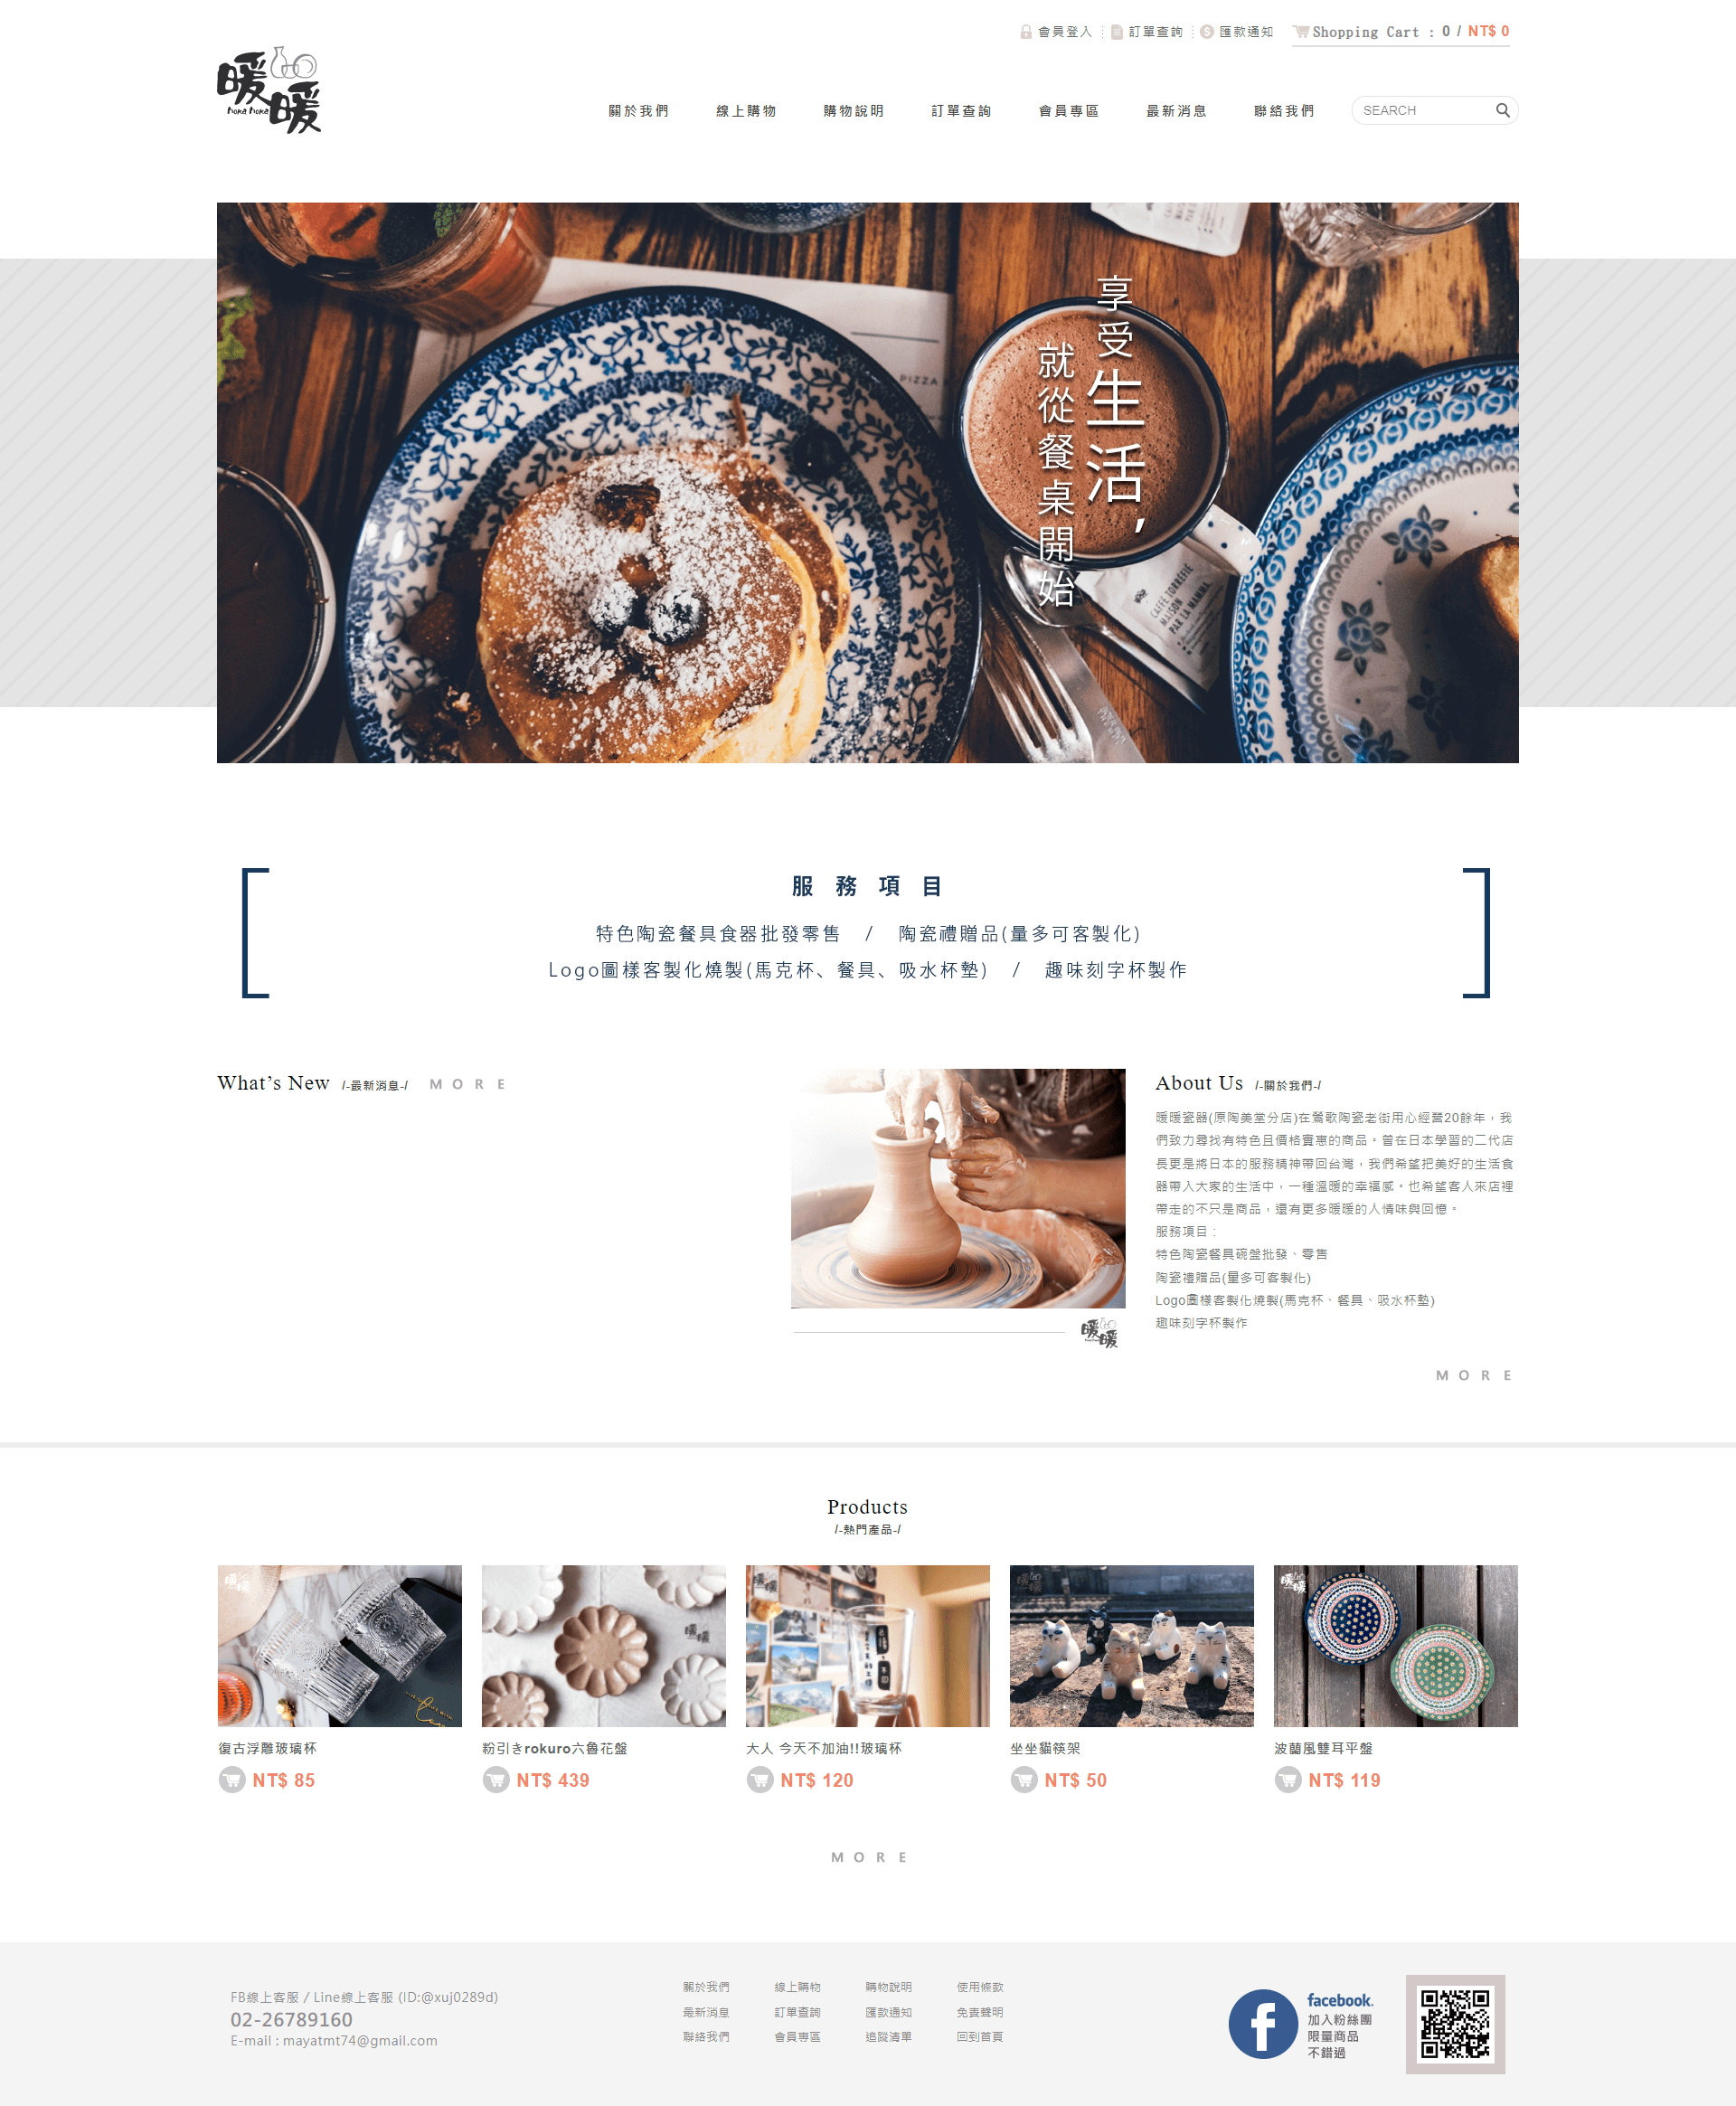 會員登入
訂單查詢
匯款通知
Shopping Cart : 0 / NT$ 0
暖暖
hoka hoka
關於我們
線上購物
購物說明
訂單查詢
會員專區
最新消息
聯絡我們
SEARCH
享受生活,
就從餐桌開始
PIZZA
CAFFÈ TORREFIÉ
MAISON
PAR LA MAMMA
服務項目
特色陶瓷餐具食器批發零售 / 陶瓷禮贈品(量多可客製化)
Logo圖樣客製化燒製(馬克杯、餐具、吸水杯墊) / 趣味刻字杯製作
What's New /-最新消息-/ MORE
About Us /-關於我們-/
暖暖瓷器(原陶美堂分店)在鶯歌陶瓷老街用心經營20餘年，我
們致力尋找有特色且價格實惠的商品。曾在日本學習的二代店
長更是將日本的服務精神帶回台灣，我們希望把美好的生活食
器帶入大家的生活中，一種溫暖的幸福感。也希望客人來店裡
帶走的不只是商品，還有更多暖暖的人情味與回憶。
服務項目 :
特色陶瓷餐具碗盤批發、零售
陶瓷禮贈品(量多可客製化)
Logo圖樣客製化燒製(馬克杯、餐具、吸水杯墊)
趣味刻字杯製作
暖暖
MORE
Products
/-熱門產品-/
暖暖
暖暖
暖暖
暖暖
暖暖
復古浮雕玻璃杯
NT$ 85
粉引きrokuro六魯花盤
NT$ 439
大人 今天不加油!!玻璃杯
NT$ 120
坐坐貓筷架
NT$ 50
波蘭風雙耳平盤
NT$ 119
MORE
FB線上客服 / Line線上客服 (ID:@xuj0289d)
02-26789160
E-mail : mayatmt74@gmail.com
關於我們
線上購物
購物說明
使用條款
最新消息
訂單查詢
匯款通知
免責聲明
聯絡我們
會員專區
追蹤清單
回到首頁
facebook.
加入粉絲團
限量商品
不錯過